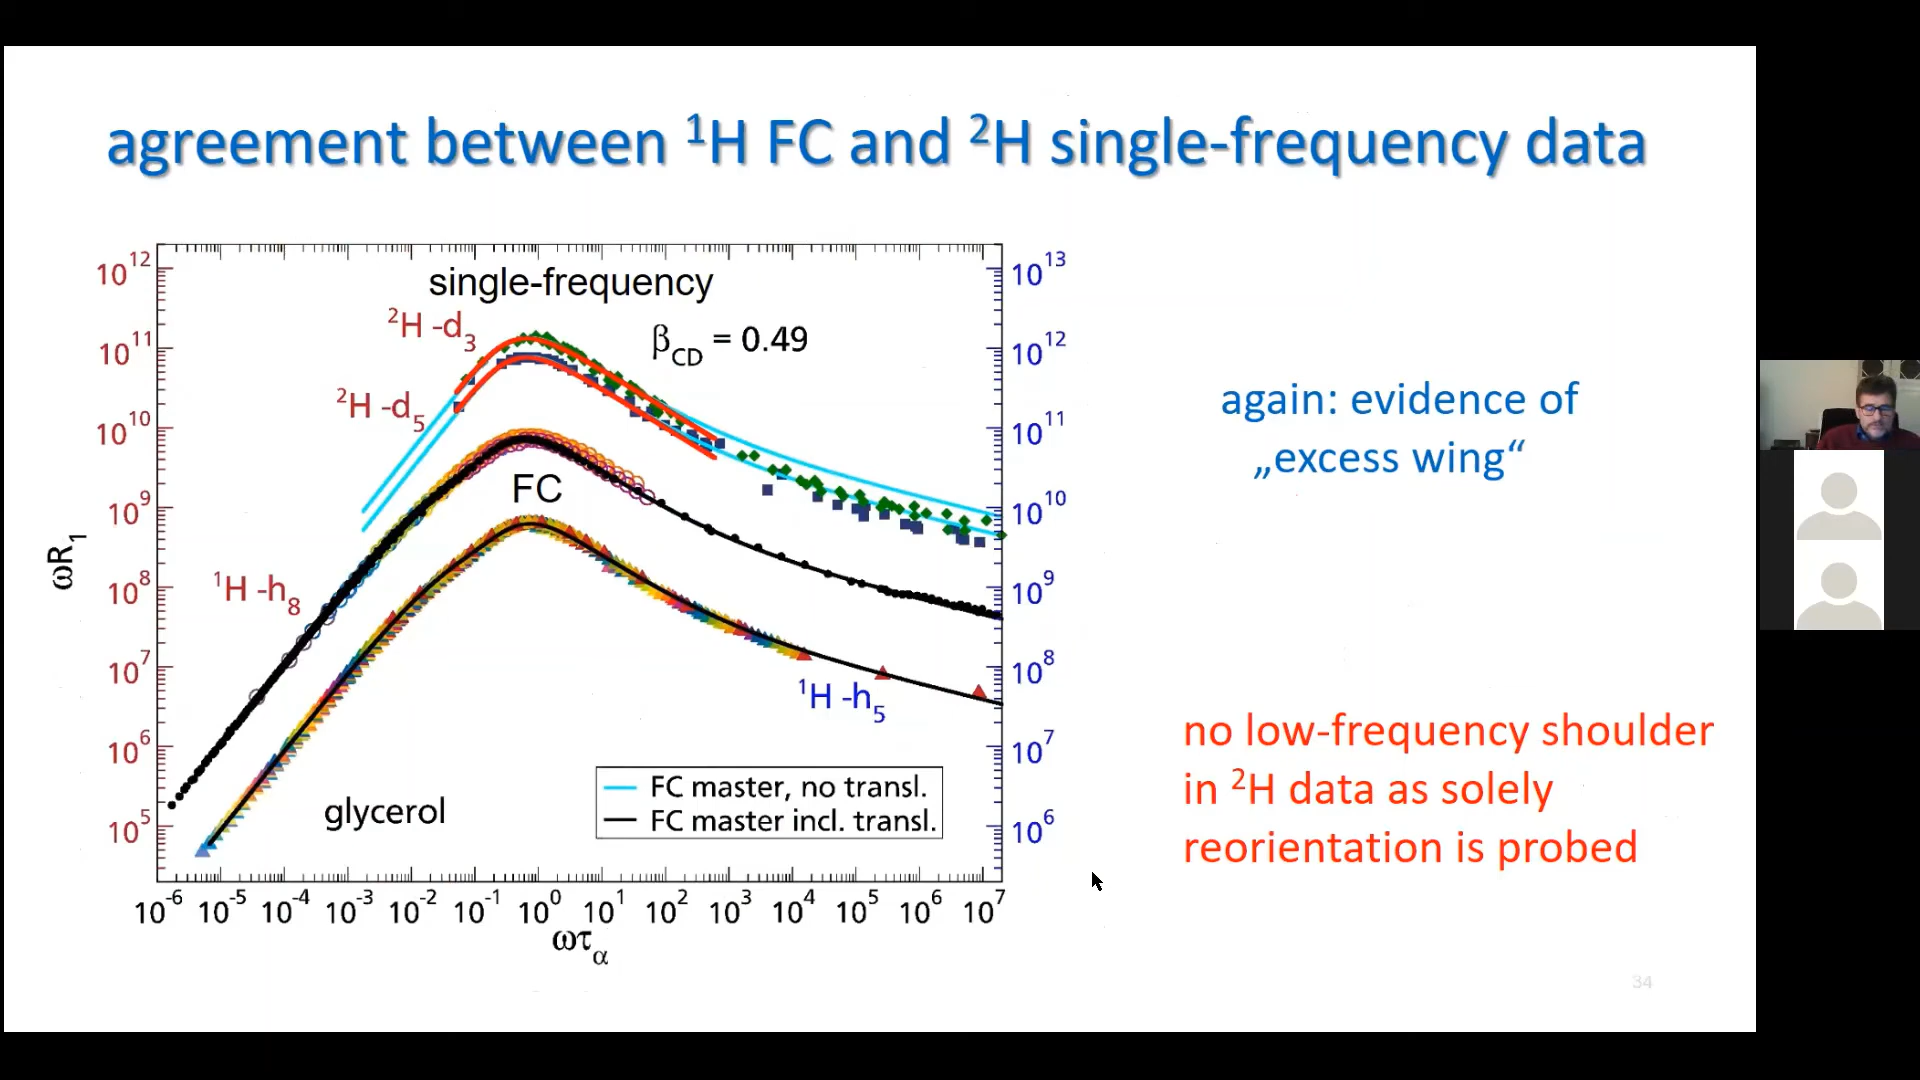 agreement between ¹H FC and ²H single-frequency data
single-frequency
²H -d₃
β_CD = 0.49
²H -d₅
FC
¹H -h₈
¹H -h₅
glycerol
FC master, no transl.
FC master incl. transl.
ωR₁
10¹²
10¹¹
10¹⁰
10⁹
10⁸
10⁷
10⁶
10⁵
10¹³
10¹²
10¹¹
10¹⁰
10⁹
10⁸
10⁷
10⁶
10⁻⁶ 10⁻⁵ 10⁻⁴ 10⁻³ 10⁻² 10⁻¹ 10⁰ 10¹ 10² 10³ 10⁴ 10⁵ 10⁶ 10⁷
ωτ_α
again: evidence of
„excess wing“
no low-frequency shoulder
in ²H data as solely
reorientation is probed
34